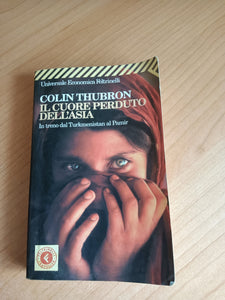 Universale Economica Feltrinelli
COLIN THUBRON
IL CUORE PERDUTO
DELL'ASIA
In treno dal Turkmenistan al Pamir